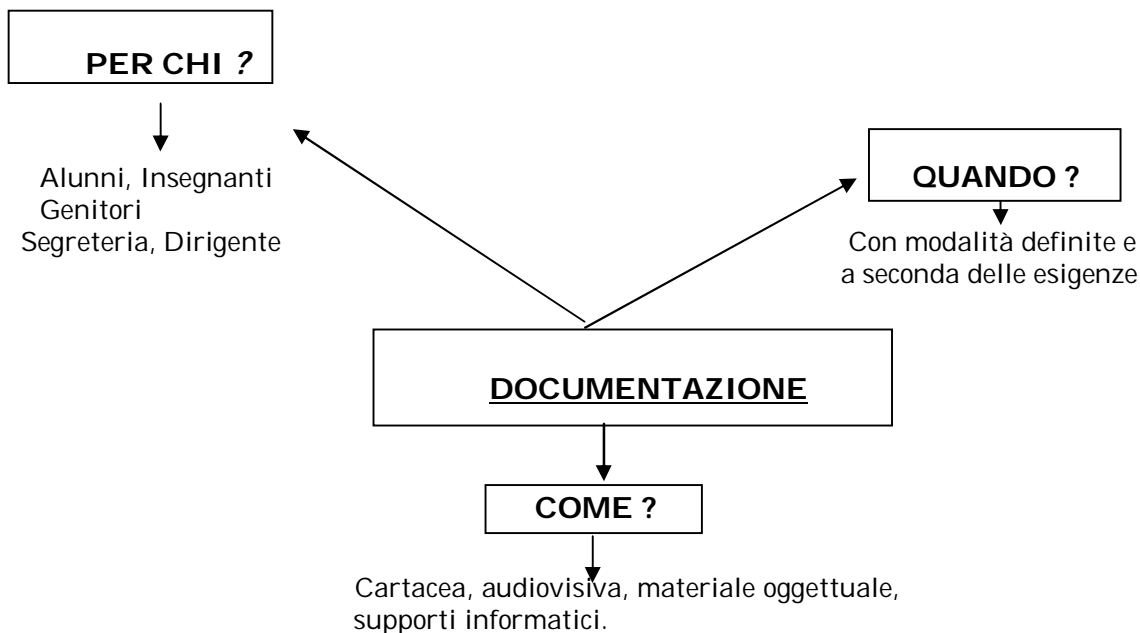 PER CHI ?
Alunni, Insegnanti
Genitori
Segreteria, Dirigente
QUANDO ?
Con modalità definite e
a seconda delle esigenze
DOCUMENTAZIONE
COME ?
Cartacea, audiovisiva, materiale oggettuale,
supporti informatici.